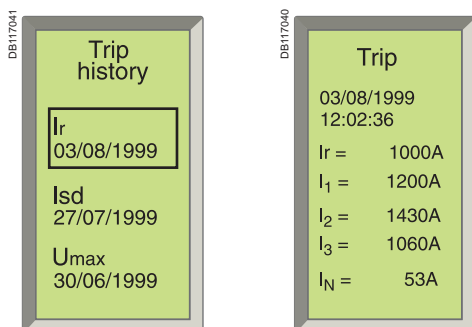 DB117041
Trip
history
Ir
03/08/1999
Isd
27/07/1999
Umax
30/06/1999
DB117040
Trip
03/08/1999
12:02:36
Ir = 1000A
I1 = 1200A
I2 = 1430A
I3 = 1060A
IN = 53A